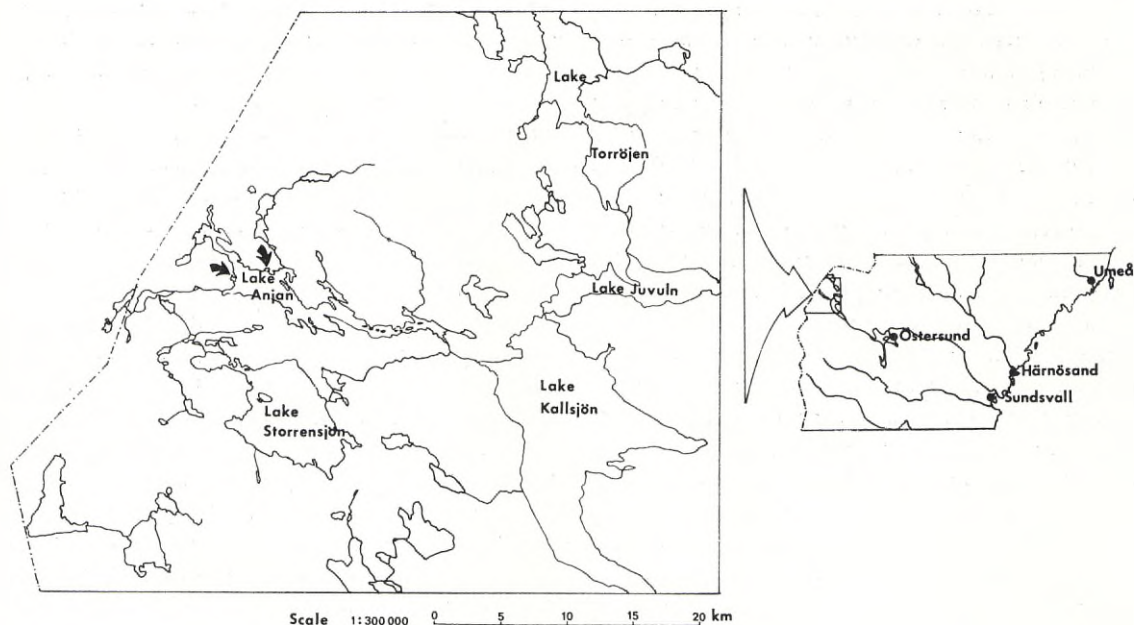 Lake
Torröjen
Lake
Anjan
Lake Juvuln
Lake
Kallsjön
Lake
Storrensjön
Umeå
Östersund
Härnösand
Sundsvall
Scale 1:300 000 0 5 10 15 20 km